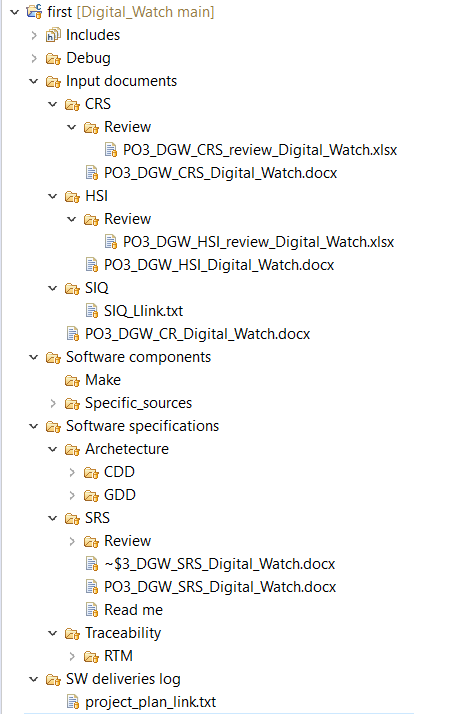 first [Digital_Watch main]
Includes
Debug
Input documents
CRS
Review
PO3_DGW_CRS_review_Digital_Watch.xlsx
PO3_DGW_CRS_Digital_Watch.docx
HSI
Review
PO3_DGW_HSI_review_Digital_Watch.xlsx
PO3_DGW_HSI_Digital_Watch.docx
SIQ
SIQ_Llink.txt
PO3_DGW_CR_Digital_Watch.docx
Software components
Make
Specific_sources
Software specifications
Archetecture
CDD
GDD
SRS
Review
~$3_DGW_SRS_Digital_Watch.docx
PO3_DGW_SRS_Digital_Watch.docx
Read me
Traceability
RTM
SW deliveries log
project_plan_link.txt